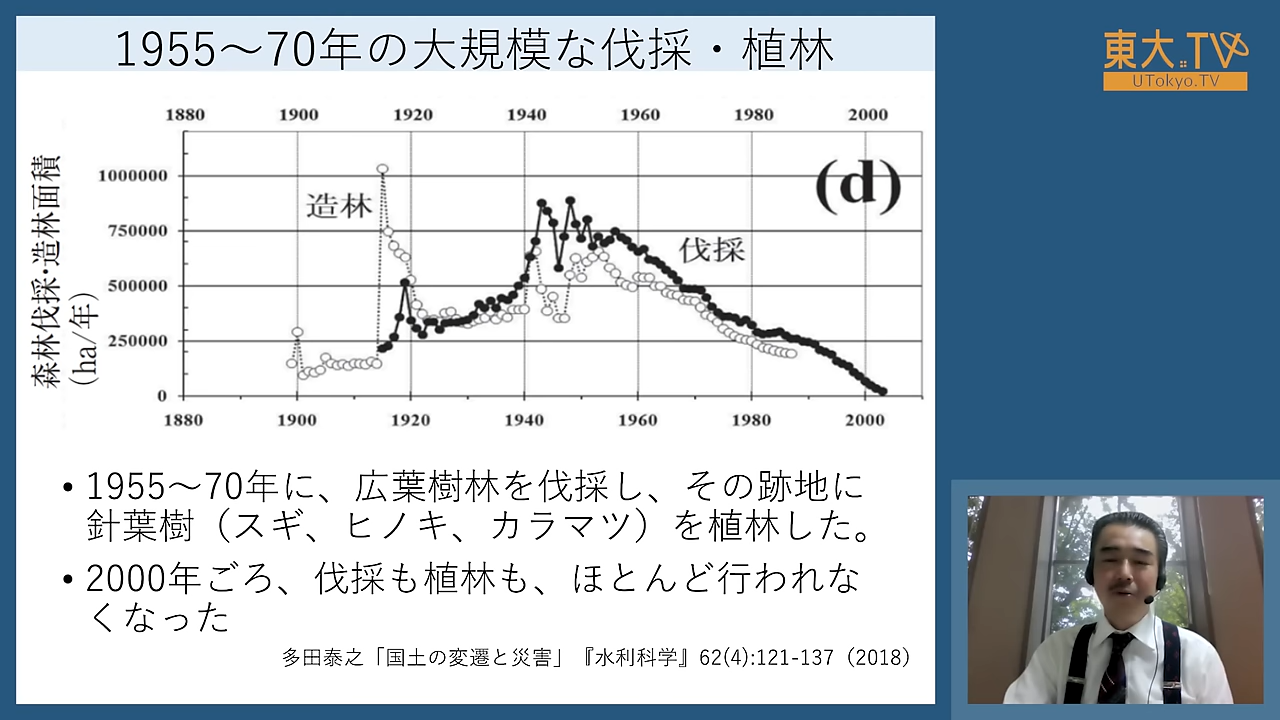 1955～70年の大規模な伐採・植林
東大TV
UTokyo.TV
1880 1900 1920 1940 1960 1980 2000
森林伐採・造林面積
(ha/年)
1000000
750000
500000
250000
0
造林
伐採
(d)
1880 1900 1920 1940 1960 1980 2000
• 1955～70年に、広葉樹林を伐採し、その跡地に
針葉樹（スギ、ヒノキ、カラマツ）を植林した。
• 2000年ごろ、伐採も植林も、ほとんど行われな
くなった
多田泰之「国土の変遷と災害」『水利科学』62(4):121-137（2018）